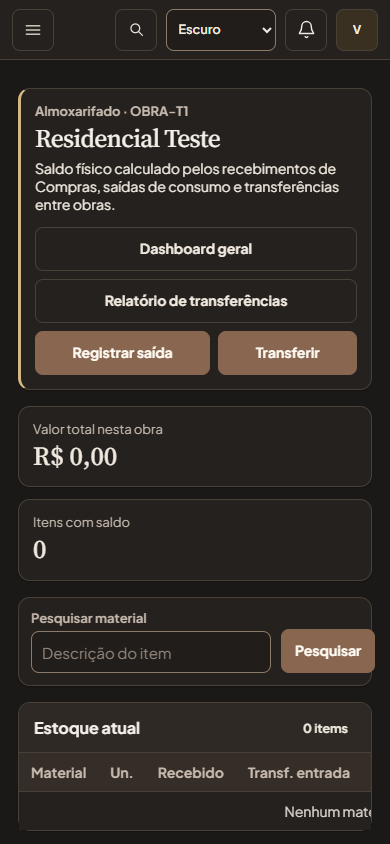 Escuro
V
Almoxarifado · OBRA-T1
Residencial Teste
Saldo físico calculado pelos recebimentos de
Compras, saídas de consumo e transferências
entre obras.
Dashboard geral
Relatório de transferências
Registrar saída
Transferir
Valor total nesta obra
R$ 0,00
Itens com saldo
0
Pesquisar material
Descrição do item
Pesquisar
Estoque atual
0 items
Material Un. Recebido Transf. entrada
Nenhum mate